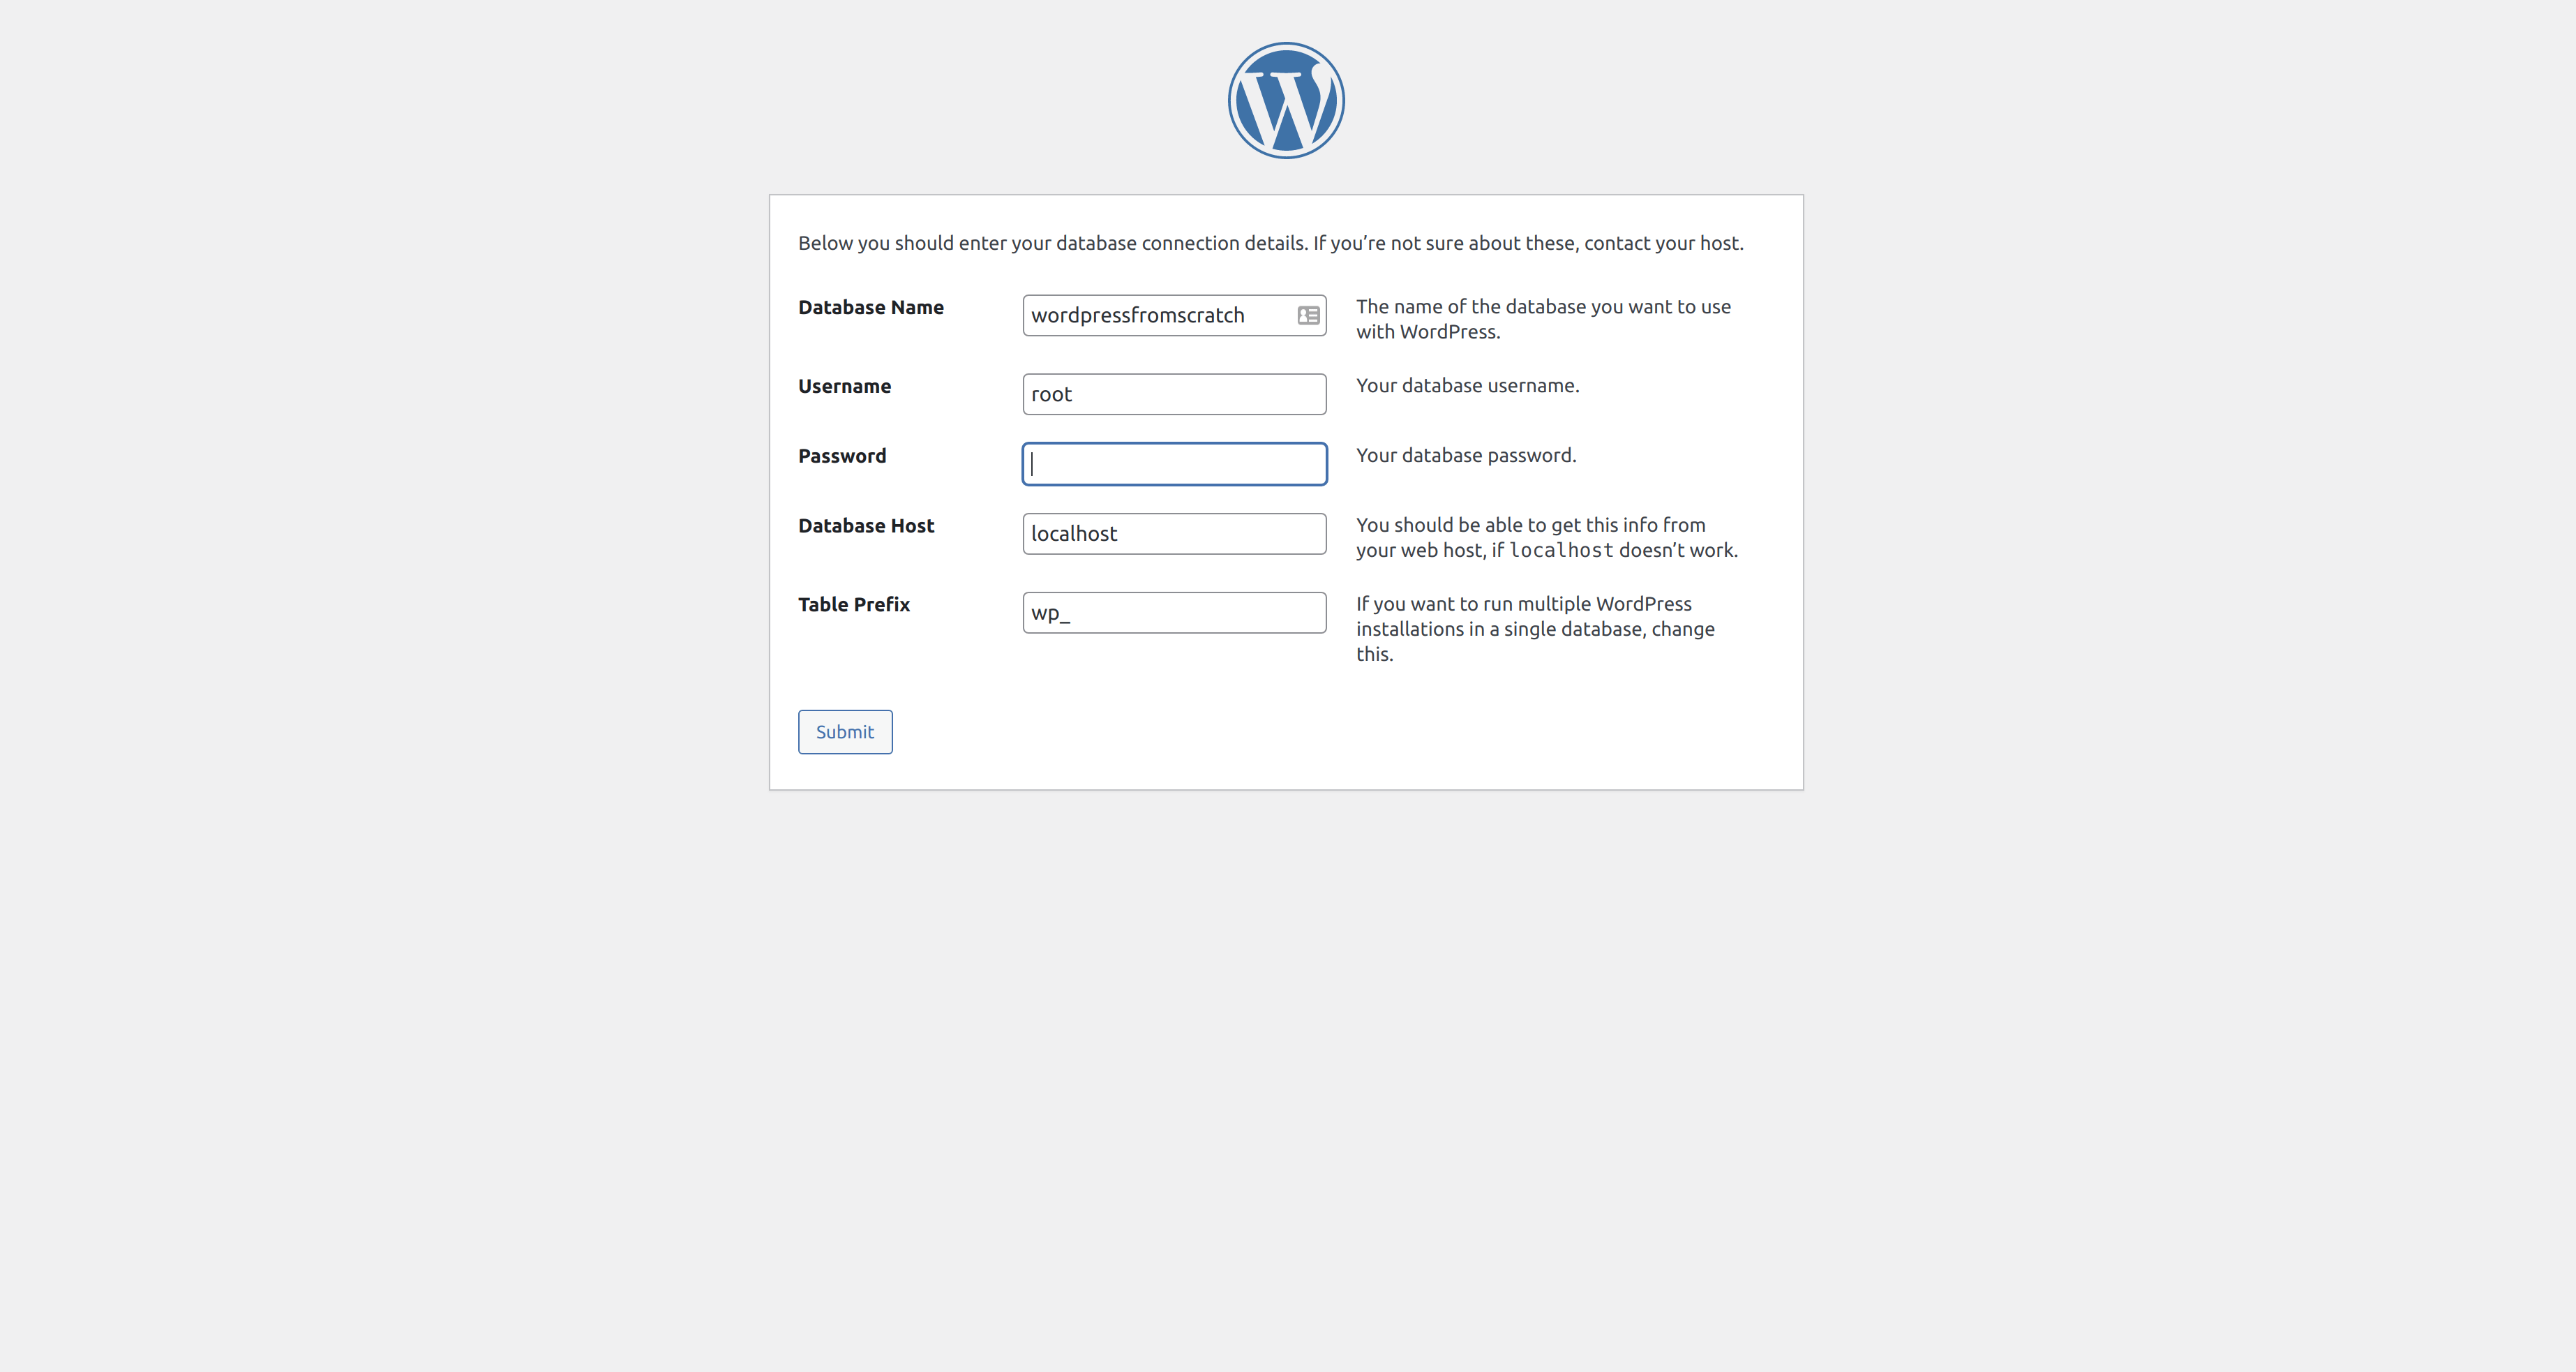 Below you should enter your database connection details. If you’re not sure about these, contact your host.
Database Name
wordpressfromscratch
The name of the database you want to use
with WordPress.
Username
root
Your database username.
Password
Your database password.
Database Host
localhost
You should be able to get this info from
your web host, if localhost doesn’t work.
Table Prefix
wp_
If you want to run multiple WordPress
installations in a single database, change
this.
Submit